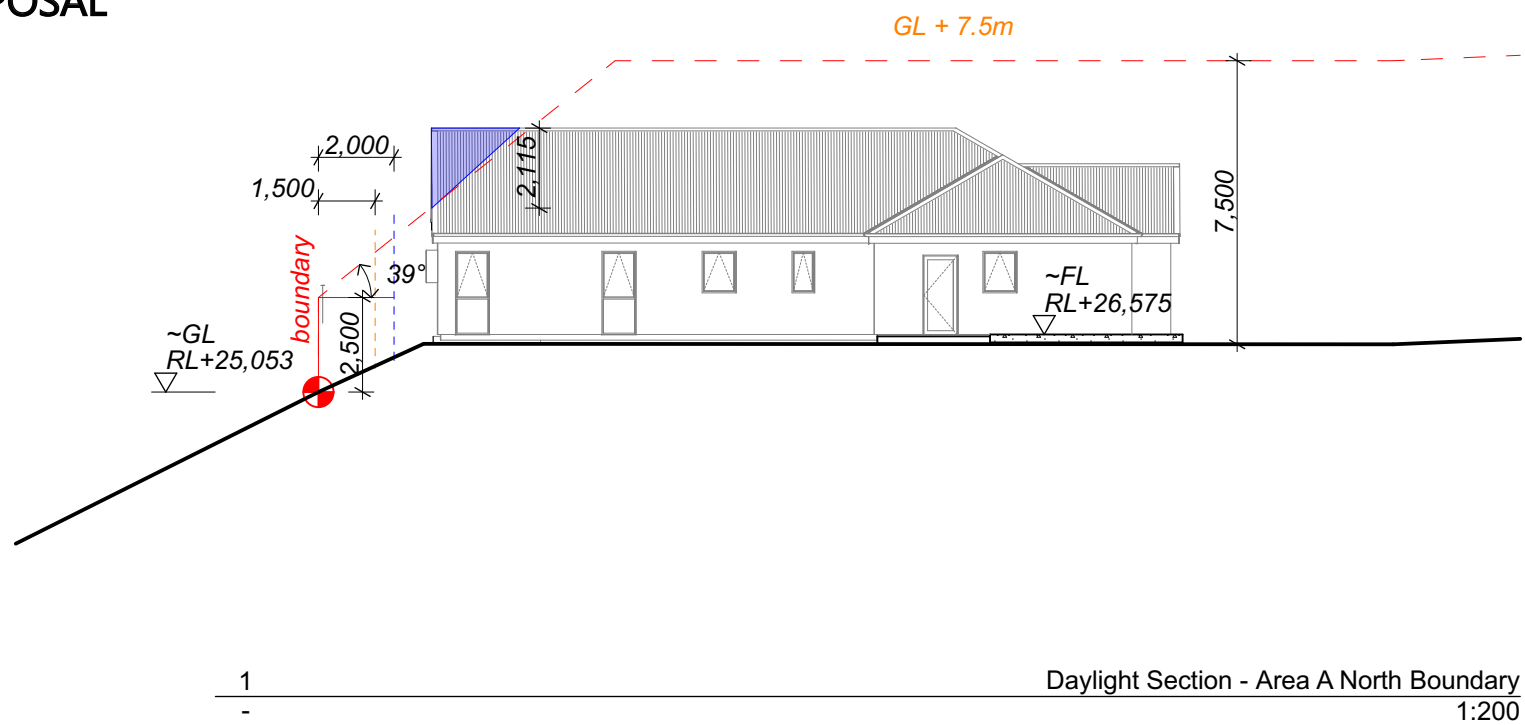 GL + 7.5m
2,000
1,500
2,115
7,500
boundary
39°
~FL
RL+26,575
~GL
RL+25,053
2,500
1
Daylight Section - Area A North Boundary
-
1:200